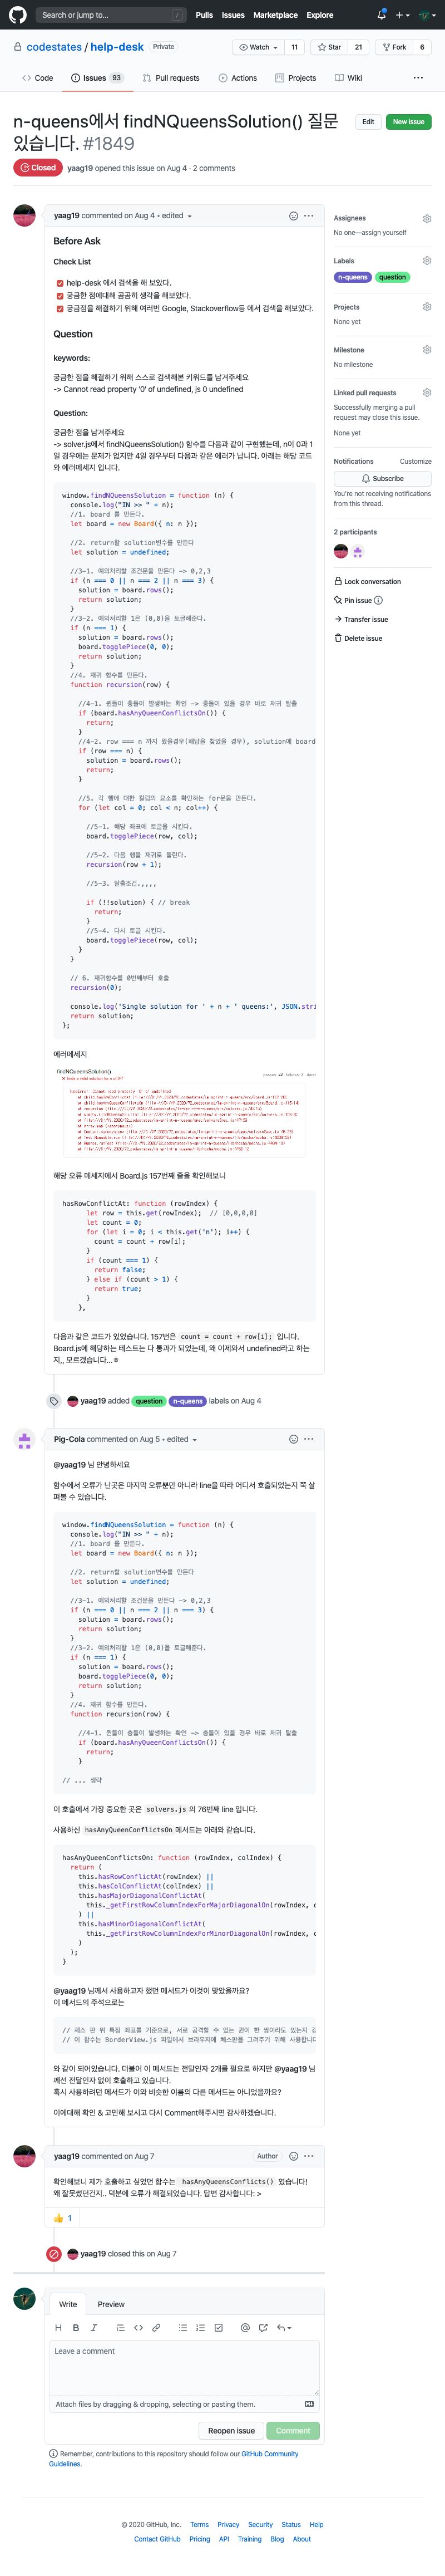 Search or jump to...
/
Pulls
Issues
Marketplace
Explore
codestates / help-desk
Private
Watch
11
Star
21
Fork
6
Code
Issues 93
Pull requests
Actions
Projects
Wiki
n-queens에서 findNQueensSolution() 질문
있습니다. #1849
Edit
New issue
Closed
yaag19 opened this issue on Aug 4 · 2 comments
yaag19 commented on Aug 4 • edited
Before Ask
Check List
help-desk 에서 검색을 해 보았다.
궁금한 점에대해 곰곰히 생각을 해보았다.
궁금점을 해결하기 위해 여러번 Google, Stackoverflow등 에서 검색을 해보았다.
Question
keywords:
궁금한 점을 해결하기 위해 스스로 검색해본 키워드를 남겨주세요
-> Cannot read property '0' of undefined, js 0 undefined
Question:
궁금한 점을 남겨주세요
-> solver.js에서 findNQueensSolution() 함수를 다음과 같이 구현했는데, n이 0과 1
일 경우에는 문제가 없지만 4일 경우부터 다음과 같은 에러가 납니다. 아래는 해당 코드
와 에러메세지 입니다.
window.findNQueensSolution = function (n) {
console.log("IN >> " + n);
//1. board 를 만든다.
let board = new Board({ n: n });
//2. return할 solution변수를 만든다
let solution = undefined;
//3-1. 예외처리할 조건문을 만든다 -> 0,2,3
if (n === 0 || n === 2 || n === 3) {
solution = board.rows();
return solution;
}
//3-2. 예외처리할 1은 (0,0)을 토글해준다.
if (n === 1) {
solution = board.rows();
board.togglePiece(0, 0);
return solution;
}
//4. 재귀 함수를 만든다.
function recursion(row) {
//4-1. 퀸들이 충돌이 발생하는 확인 -> 충돌이 있을 경우 바로 재귀 탈출
if (board.hasAnyQueenConflictsOn()) {
return;
}
//4-2. row === n 까지 왔을경우(해답을 찾았을 경우), solution에 board
if (row === n) {
solution = board.rows();
return;
}
//5. 각 행에 대한 컬럼의 요소를 확인하는 for문을 만든다.
for (let col = 0; col < n; col++) {
//5-1. 해당 좌표에 토글을 시킨다.
board.togglePiece(row, col);
//5-2. 다음 행을 재귀로 돌린다.
recursion(row + 1);
//5-3. 탈출조건.,,,,
if (!!solution) { // break
return;
}
//5-4. 다시 토글 시킨다.
board.togglePiece(row, col);
}
}
// 6. 재귀함수를 0번째부터 호출
recursion(0);
console.log('Single solution for ' + n + ' queens:', JSON.stri
return solution;
};
에러메세지
findNQueensSolution()
해당 오류 메세지에서 Board.js 157번째 줄을 확인해보니
hasRowConflictAt: function (rowIndex) {
let row = this.get(rowIndex); // [0,0,0,0]
let count = 0;
for (let i = 0; i < this.get('n'); i++) {
count = count + row[i];
}
if (count === 1) {
return false;
} else if (count > 1) {
return true;
}
},
다음과 같은 코드가 있었습니다. 157번은 count = count + row[i]; 입니다.
Board.js에 해당하는 테스트는 다 통과가 되었는데, 왜 이제와서 undefined라고 하는
지,, 모르겠습니다...ㅎ
yaag19 added question n-queens labels on Aug 4
Pig-Cola commented on Aug 5 • edited
@yaag19 님 안녕하세요
함수에서 오류가 난곳은 마지막 오류뿐만 아니라 line을 따라 어디서 호출되었는지 쭉 살
펴볼 수 있습니다.
window.findNQueensSolution = function (n) {
console.log("IN >> " + n);
//1. board 를 만든다.
let board = new Board({ n: n });
//2. return할 solution변수를 만든다
let solution = undefined;
//3-1. 예외처리할 조건문을 만든다 -> 0,2,3
if (n === 0 || n === 2 || n === 3) {
solution = board.rows();
return solution;
}
//3-2. 예외처리할 1은 (0,0)을 토글해준다.
if (n === 1) {
solution = board.rows();
board.togglePiece(0, 0);
return solution;
}
//4. 재귀 함수를 만든다.
function recursion(row) {
//4-1. 퀸들이 충돌이 발생하는 확인 -> 충돌이 있을 경우 바로 재귀 탈출
if (board.hasAnyQueenConflictsOn()) {
return;
}
// ... 생략
이 호출에서 가장 중요한 곳은 solvers.js 의 76번째 line 입니다.
사용하신 hasAnyQueenConflictsOn 메서드는 아래와 같습니다.
hasAnyQueenConflictsOn: function (rowIndex, colIndex) {
return (
this.hasRowConflictAt(rowIndex) ||
this.hasColConflictAt(colIndex) ||
this.hasMajorDiagonalConflictAt(
this._getFirstRowColumnIndexForMajorDiagonalOn(rowIndex, c
) ||
this.hasMinorDiagonalConflictAt(
this._getFirstRowColumnIndexForMinorDiagonalOn(rowIndex, c
)
);
}
@yaag19 님께서 사용하고자 했던 메서드가 이것이 맞았을까요?
이 메서드의 주석으로는
// 체스 판 위 특정 좌표를 기준으로, 서로 공격할 수 있는 퀸이 한 쌍이라도 있는지 검
// 이 함수는 BorderView.js 파일에서 브라우저에 체스판을 그려주기 위해 사용합니다
와 같이 되어있습니다. 더불어 이 메서드는 전달인자 2개를 필요로 하지만 @yaag19 님
께선 전달인자 없이 호출하고 있습니다.
혹시 사용하려던 메서드가 이와 비슷한 이름의 다른 메서드는 아니었을까요?
이에대해 확인 & 고민해 보시고 다시 Comment해주시면 감사하겠습니다.
yaag19 commented on Aug 7
Author
확인해보니 제가 호출하고 싶었던 함수는 hasAnyQueensConflicts() 였습니다!
왜 잘못썼던건지.. 덕분에 오류가 해결되었습니다. 답변 감사합니다: >
👍 1
yaag19 closed this on Aug 7
Write
Preview
Leave a comment
Attach files by dragging & dropping, selecting or pasting them.
Reopen issue
Comment
Remember, contributions to this repository should follow our GitHub Community
Guidelines.
Assignees
No one—assign yourself
Labels
n-queens
question
Projects
None yet
Milestone
No milestone
Linked pull requests
Successfully merging a pull
request may close this issue.
None yet
Notifications
Customize
Subscribe
You're not receiving notifications
from this thread.
2 participants
Lock conversation
Pin issue
Transfer issue
Delete issue
© 2020 GitHub, Inc.
Terms
Privacy
Security
Status
Help
Contact GitHub
Pricing
API
Training
Blog
About